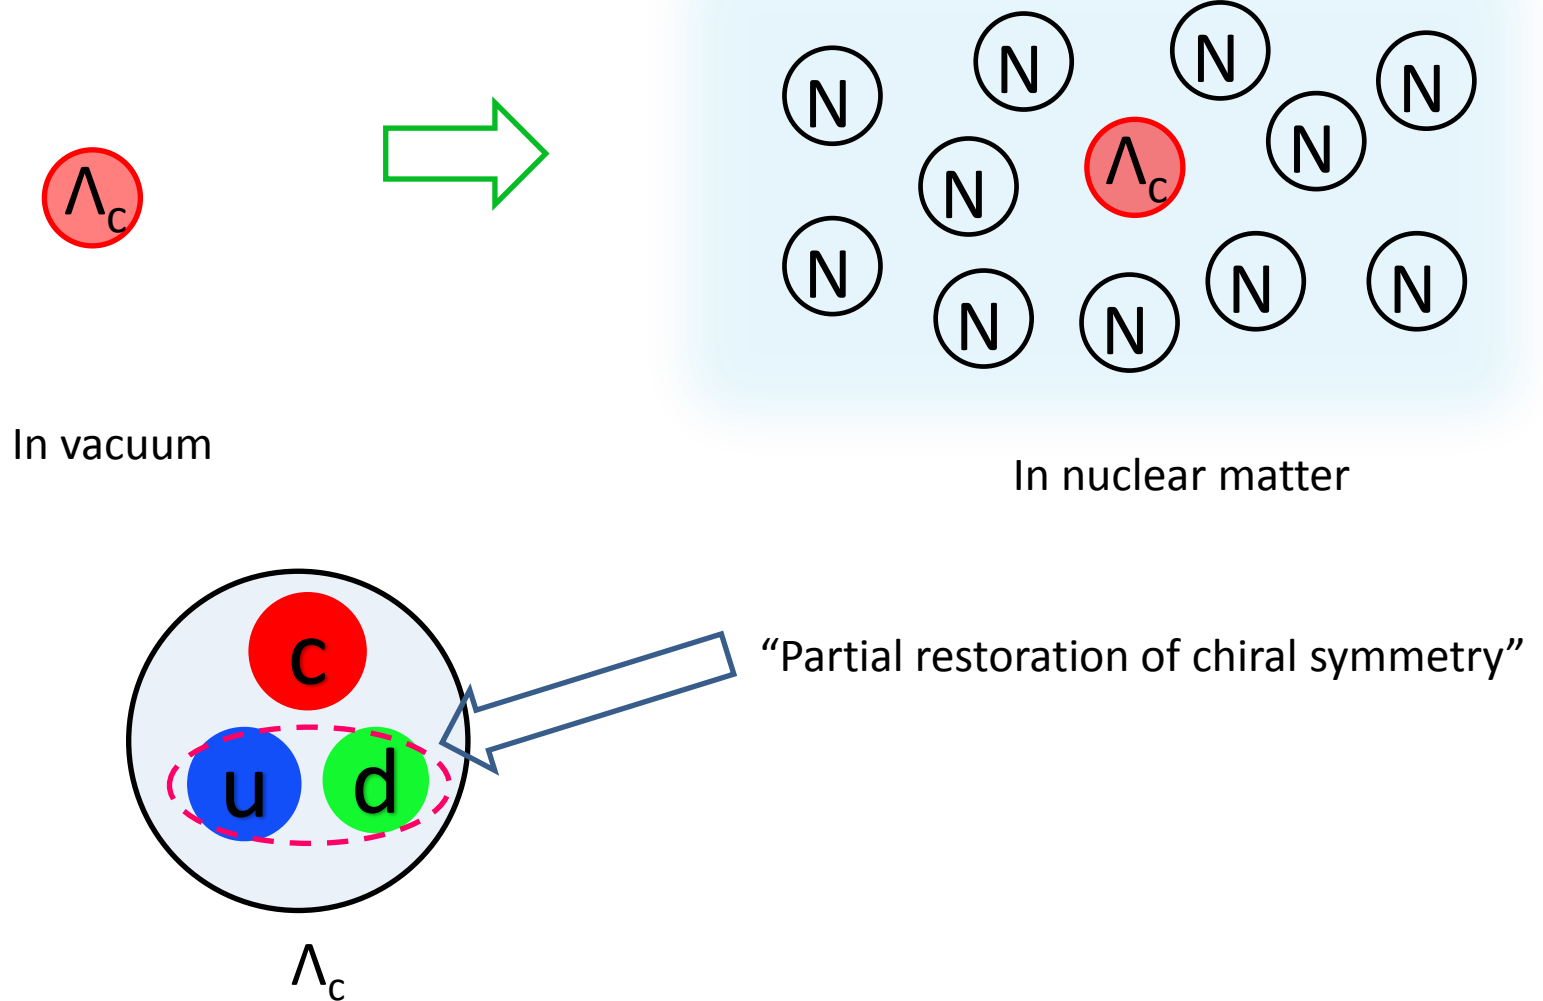 N N N N
N
Λc
N
N
Λc
N
N
N
N
N
N
In vacuum
In nuclear matter
c
“Partial restoration of chiral symmetry”
u d
Λc